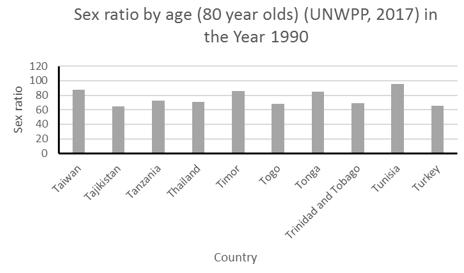 Sex ratio by age (80 year olds) (UNWPP, 2017) in
the Year 1990
120
100
80
60
40
20
0
Sex ratio
Taiwan
Tajikistan
Tanzania
Thailand
Timor
Togo
Tonga
Trinidad and Tobago
Tunisia
Turkey
Country